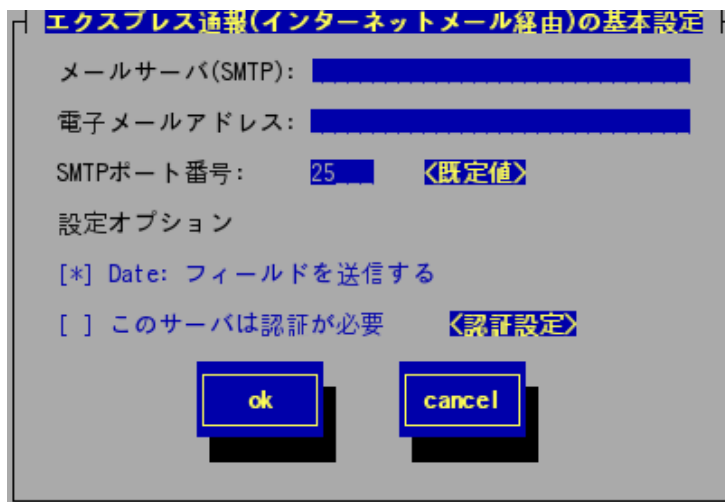 エクスプレス通報(インターネットメール経由)の基本設定
メールサーバ(SMTP):
電子メールアドレス:
SMTPポート番号: 25 <既定値>
設定オプション
[*] Date: フィールドを送信する
[ ] このサーバは認証が必要 <認証設定>
ok cancel